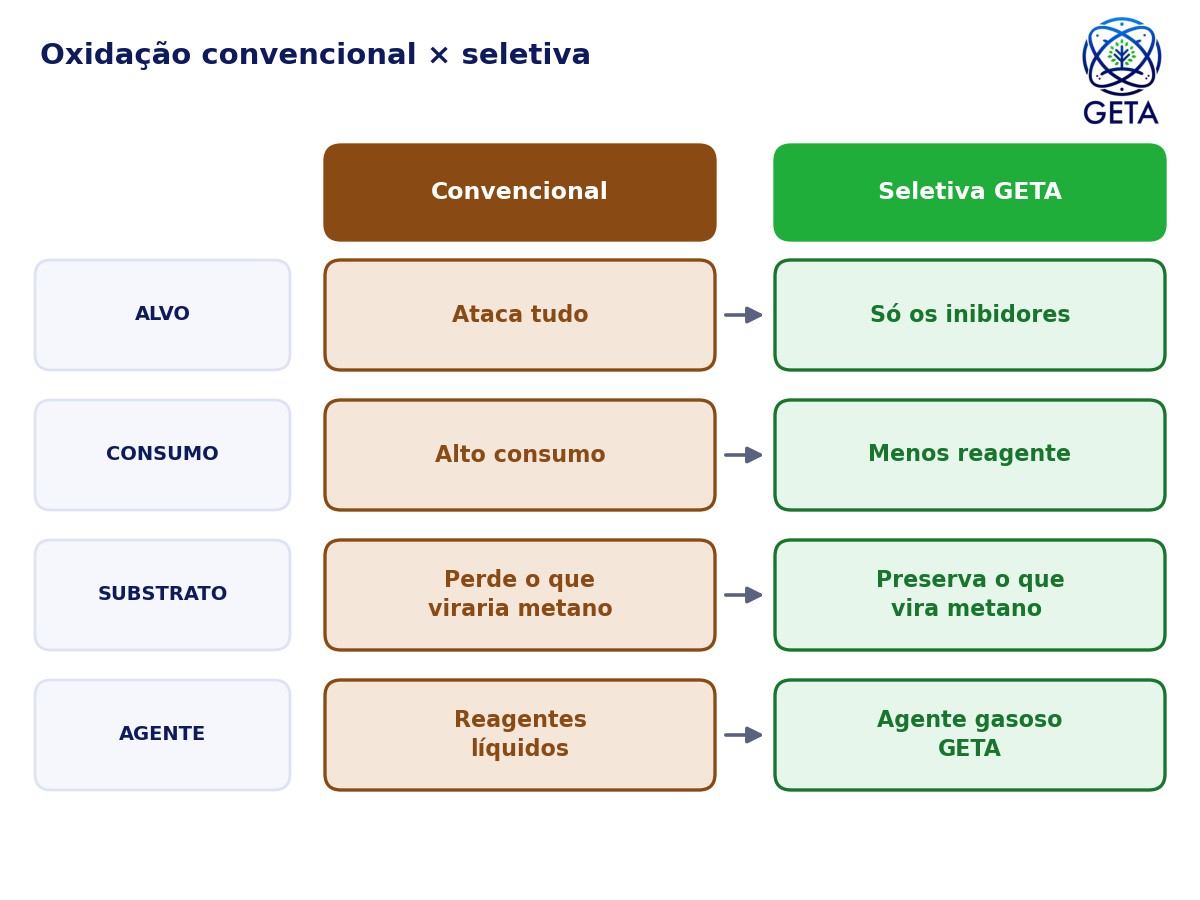 Oxidação convencional × seletiva
GETA
Convencional
Seletiva GETA
ALVO
Ataca tudo
Só os inibidores
CONSUMO
Alto consumo
Menos reagente
SUBSTRATO
Perde o que
viraria metano
Preserva o que
vira metano
AGENTE
Reagentes
líquidos
Agente gasoso
GETA